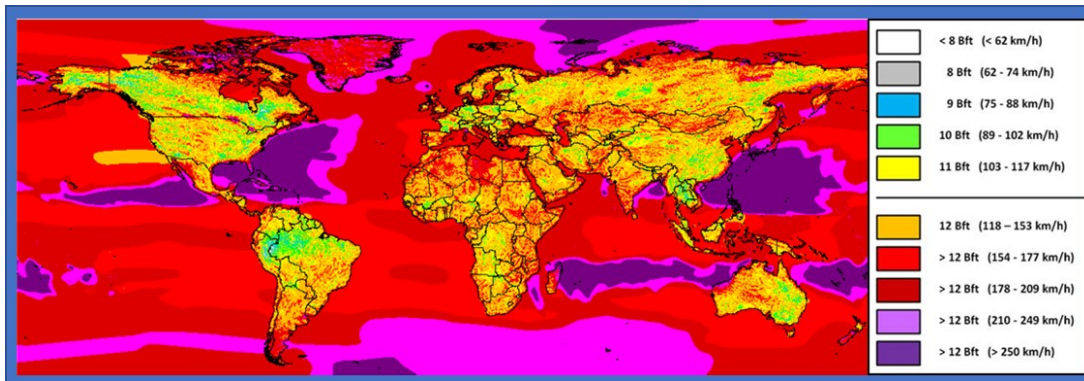 < 8 Bft (< 62 km/h)
8 Bft (62 - 74 km/h)
9 Bft (75 - 88 km/h)
10 Bft (89 - 102 km/h)
11 Bft (103 - 117 km/h)
12 Bft (118 – 153 km/h)
> 12 Bft (154 - 177 km/h)
> 12 Bft (178 - 209 km/h)
> 12 Bft (210 - 249 km/h)
> 12 Bft (> 250 km/h)